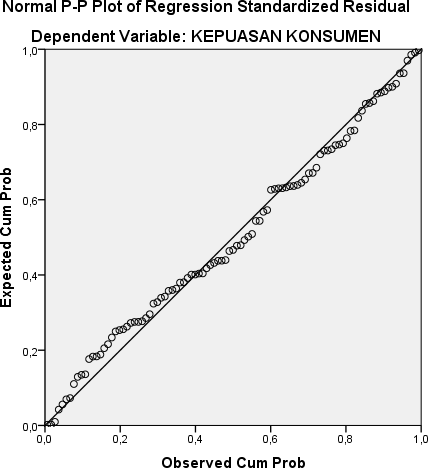 Normal P-P Plot of Regression Standardized Residual
Dependent Variable: KEPUASAN KONSUMEN
1,0
0,8
0,6
0,4
0,2
0,0
Expected Cum Prob
0,0 0,2 0,4 0,6 0,8 1,0
Observed Cum Prob